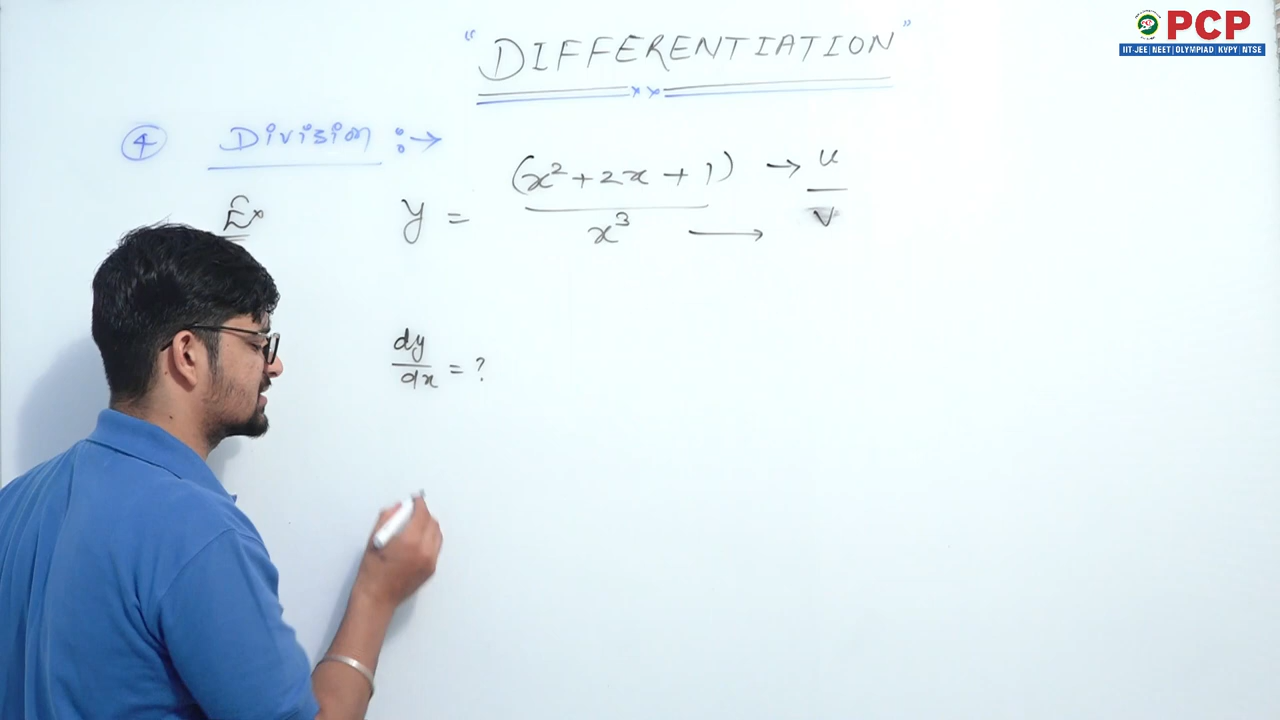 PCP
IIT-JEE|NEET|OLYMPIAD KVPY|NTSE
"DIFFERENTIATION"
④ Division :→
Ex y = (x²+2x+1)/x³ → u/v
dy/dx = ?